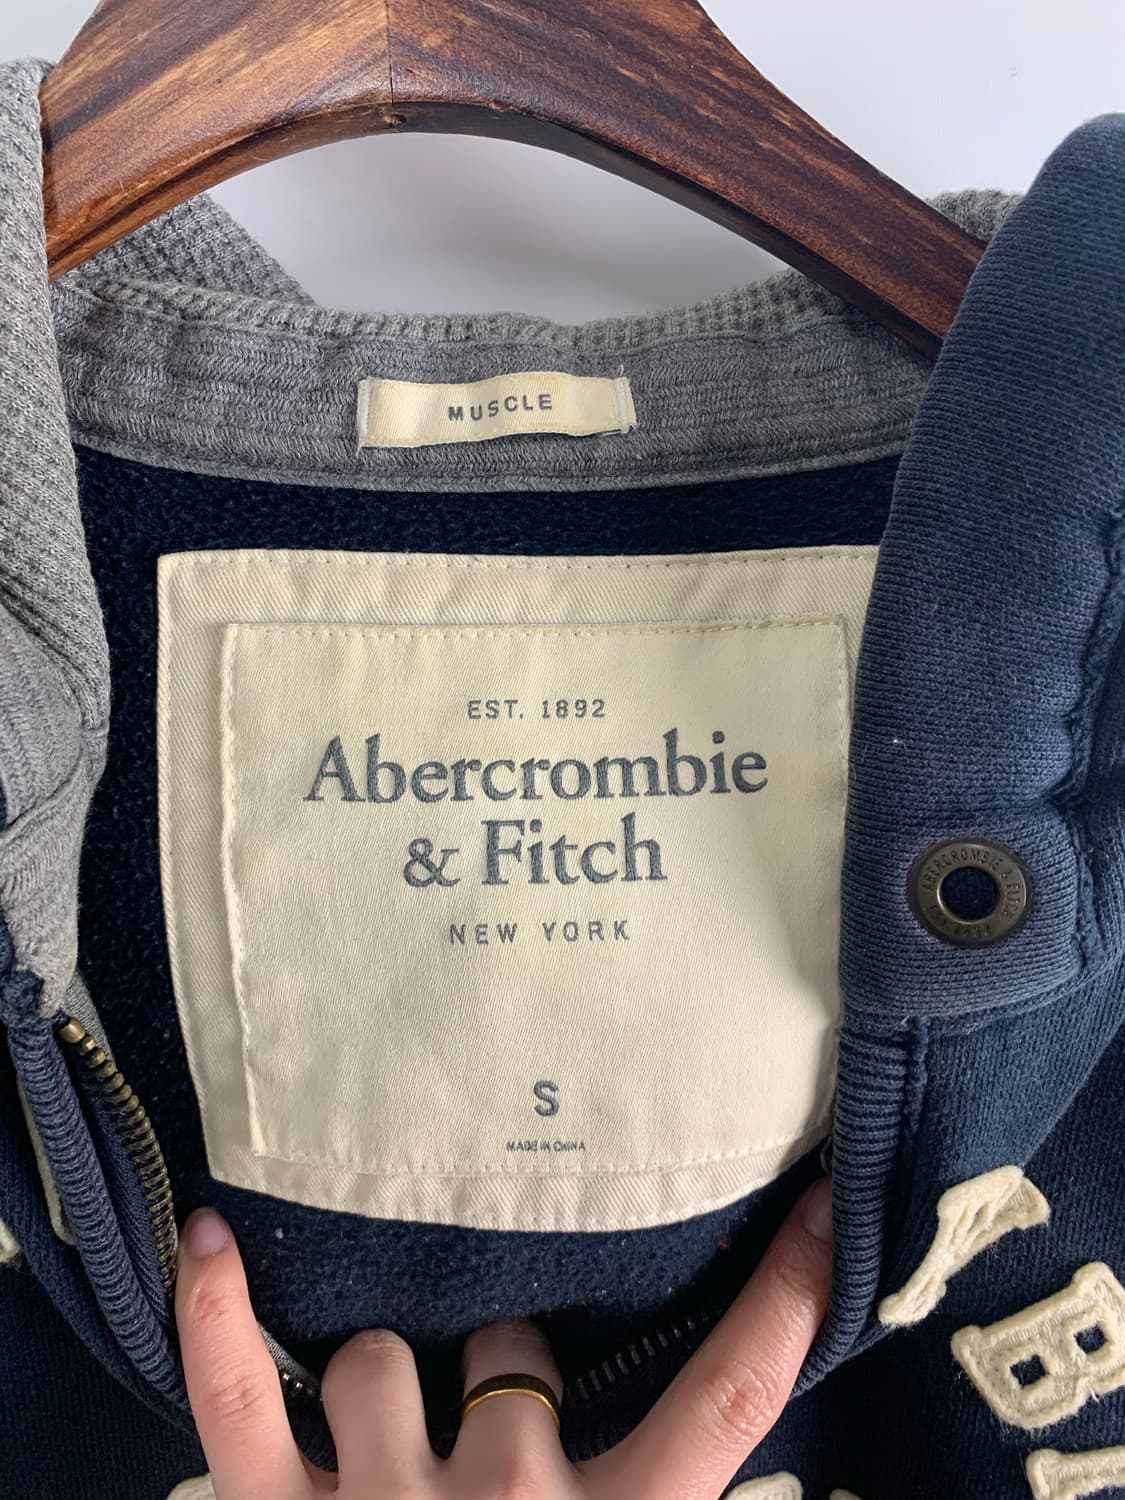 MUSCLE
EST. 1892
Abercrombie
& Fitch
NEW YORK
S
MADE IN CHINA
ABERCROMBIE & FITCH
B